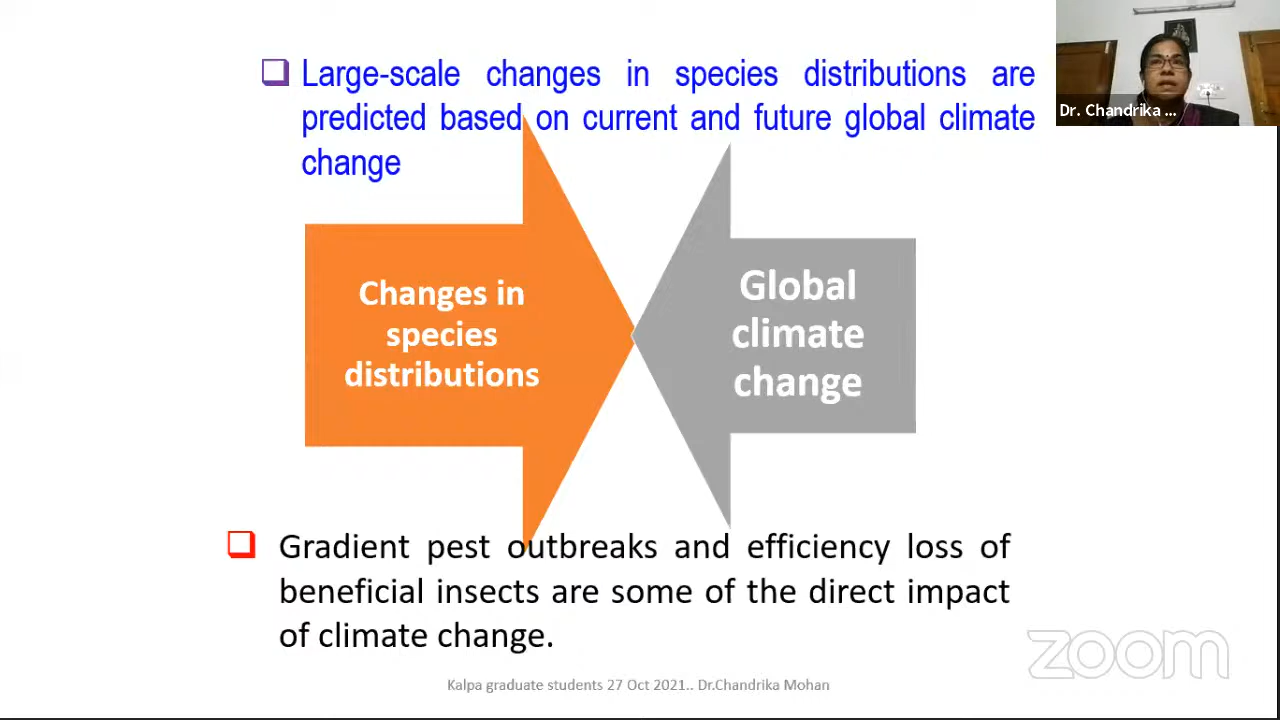 Large-scale changes in species distributions are
predicted based on current and future global climate
change
Dr. Chandrika ...
Changes in
species
distributions
Global
climate
change
Gradient pest outbreaks and efficiency loss of
beneficial insects are some of the direct impact
of climate change.
zoom
Kalpa graduate students 27 Oct 2021.. Dr.Chandrika Mohan